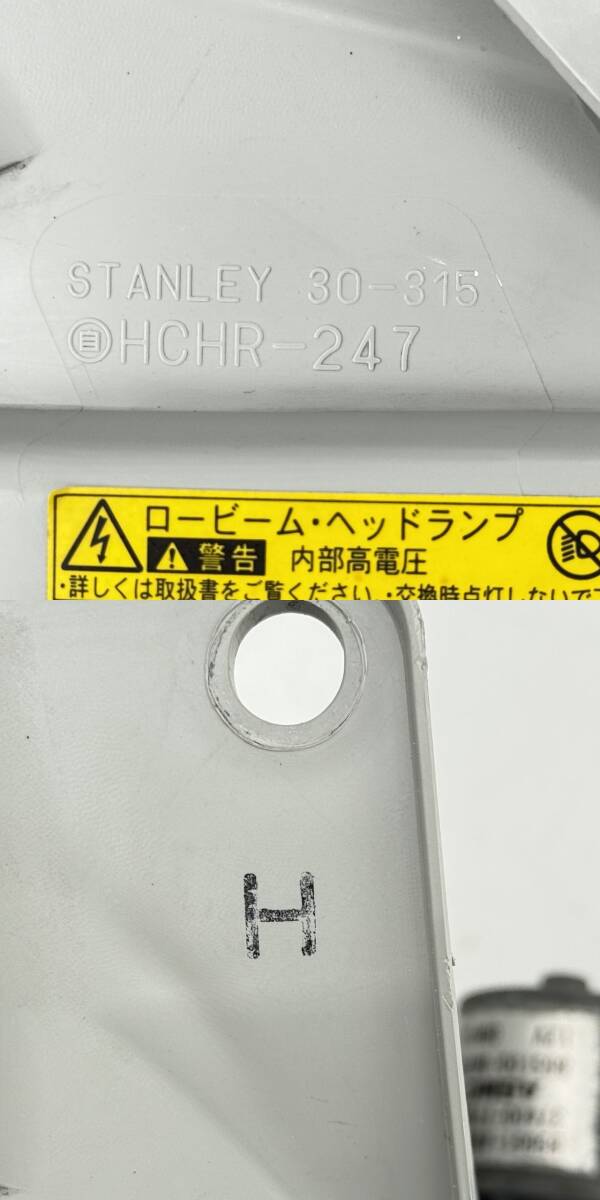 STANLEY 30-315
自HCHR-247
ロービーム・ヘッドランプ
警告 内部高電圧
・詳しくは取扱書をご覧ください ・交換時点灯しないで
H